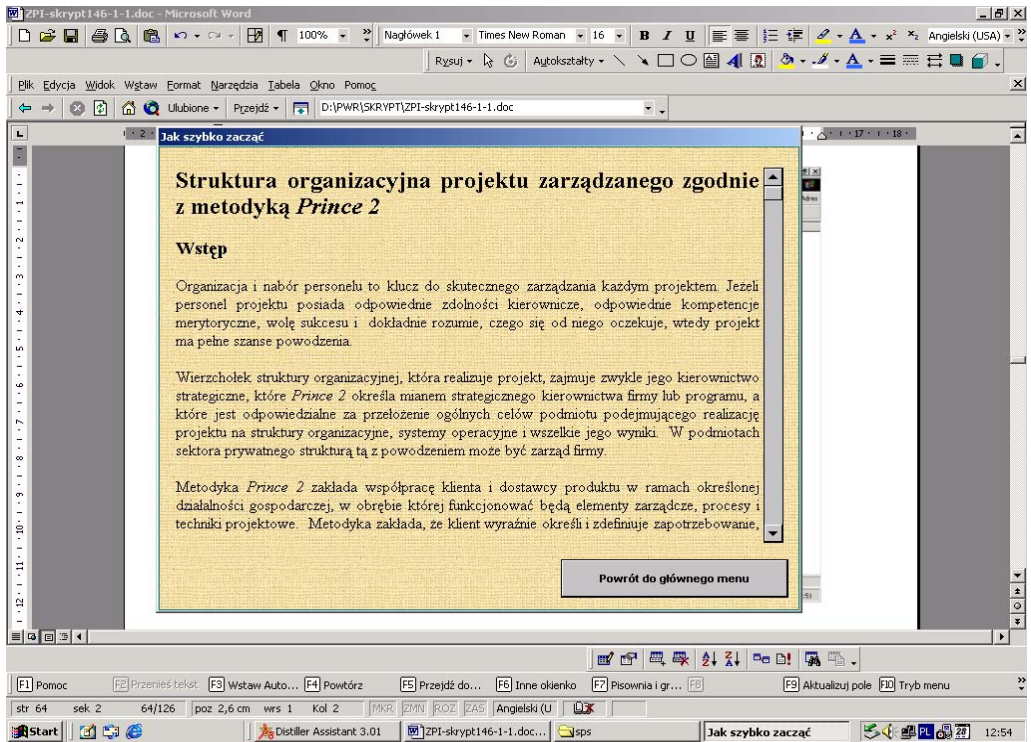 ZPI-skrypt146-1-1.doc - Microsoft Word
100% Nagłówek 1 Times New Roman 16 B I U Angielski (USA)
Rysuj Autokształty
Plik Edycja Widok Wstaw Format Narzędzia Tabela Okno Pomoc
Ulubione Przejdź D:\PWR\SKRYPT\ZPI-skrypt146-1-1.doc
2 17 18
Jak szybko zacząć
Struktura organizacyjna projektu zarządzanego zgodnie
z metodyką Prince 2
Adres
Wstęp
Organizacja i nabór personelu to klucz do skutecznego zarządzania każdym projektem. Jeżeli
personel projektu posiada odpowiednie zdolności kierownicze, odpowiednie kompetencje
merytoryczne, wolę sukcesu i dokładnie rozumie, czego się od niego oczekuje, wtedy projekt
ma pełne szanse powodzenia.
Wierzchołek struktury organizacyjnej, która realizuje projekt, zajmuje zwykle jego kierownictwo
strategiczne, które Prince 2 określa mianem strategicznego kierownictwa firmy lub programu, a
które jest odpowiedzialne za przełożenie ogólnych celów podmiotu podejmującego realizację
projektu na struktury organizacyjne, systemy operacyjne i wszelkie jego wyniki. W podmiotach
sektora prywatnego strukturą tą z powodzeniem może być zarząd firmy.
Metodyka Prince 2 zakłada współpracę klienta i dostawcy produktu w ramach określonej
działalności gospodarczej, w obrębie której funkcjonować będą elementy zarządcze, procesy i
techniki projektowe. Metodyka zakłada, że klient wyraźnie określi i zdefiniuje zapotrzebowanie,
Powrót do głównego menu
F1 Pomoc F2 Przenieś tekst F3 Wstaw Auto... F4 Powtórz F5 Przejdź do... F6 Inne okienko F7 Pisownia i gr... F8 F9 Aktualizuj pole F10 Tryb menu
str 64 sek 2 64/126 poz 2,6 cm wrs 1 Kol 2 MKR ZMN ROZ ZAS Angielski (U
Start Distiller Assistant 3.01 ZPI-skrypt146-1-1.doc... sps Jak szybko zacząć PL 28 12:54